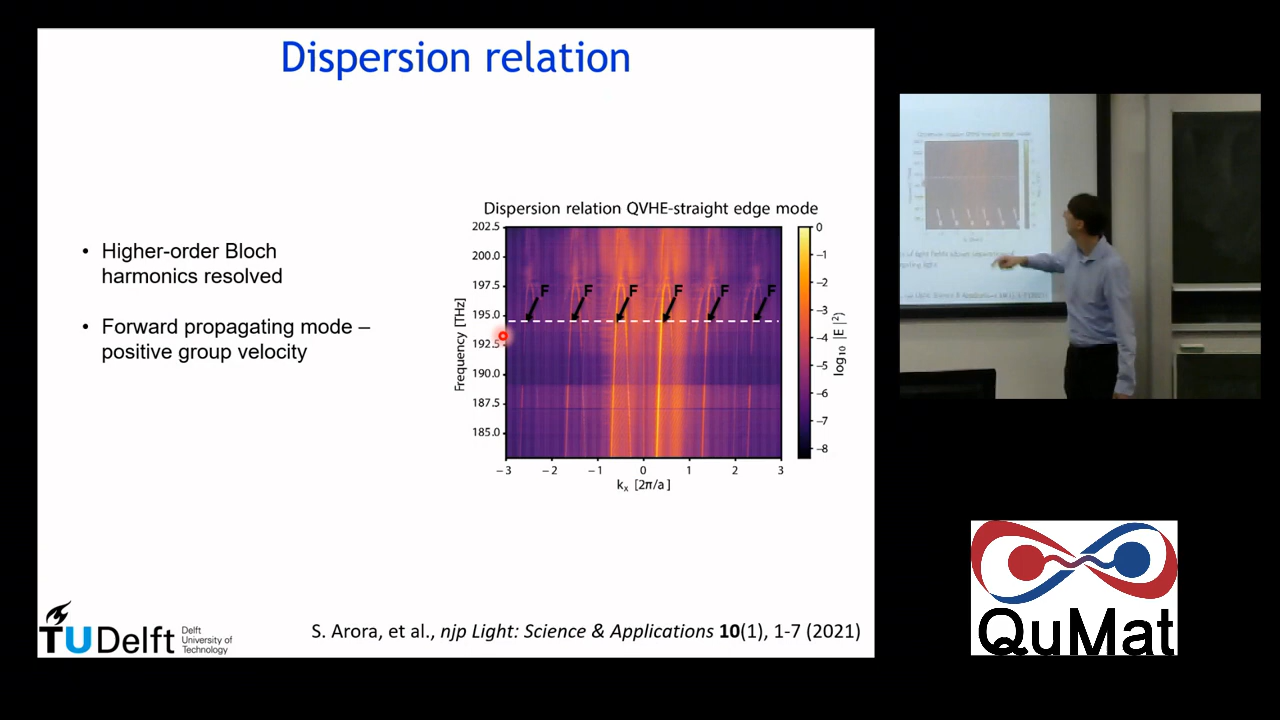 Dispersion relation
• Higher-order Bloch
harmonics resolved
• Forward propagating mode –
positive group velocity
Dispersion relation QVHE-straight edge mode
Frequency [THz]
202.5
200.0
197.5
195.0
192.5
190.0
187.5
185.0
F F F F F F
−3 −2 −1 0 1 2 3
kx [2π/a]
0
−1
−2
−3
−4
−5
−6
−7
−8
log10 |E|²)
TUDelft
Delft
University of
Technology
S. Arora, et al., njp Light: Science & Applications 10(1), 1-7 (2021)
QuMat